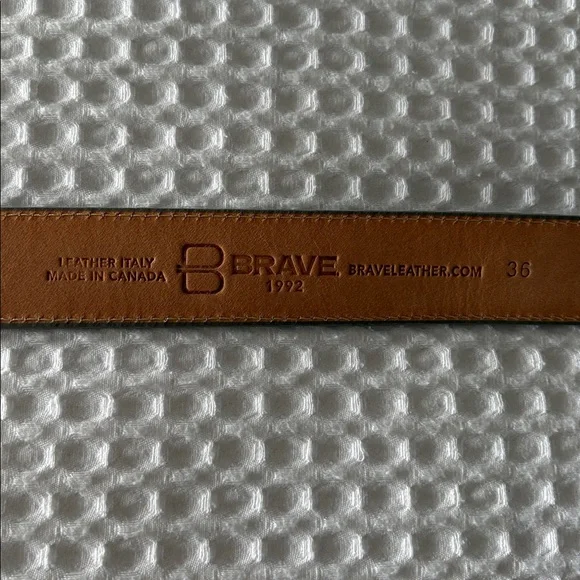 LEATHER ITALY
MADE IN CANADA
BRAVE
1992
BRAVELEATHER.COM
36